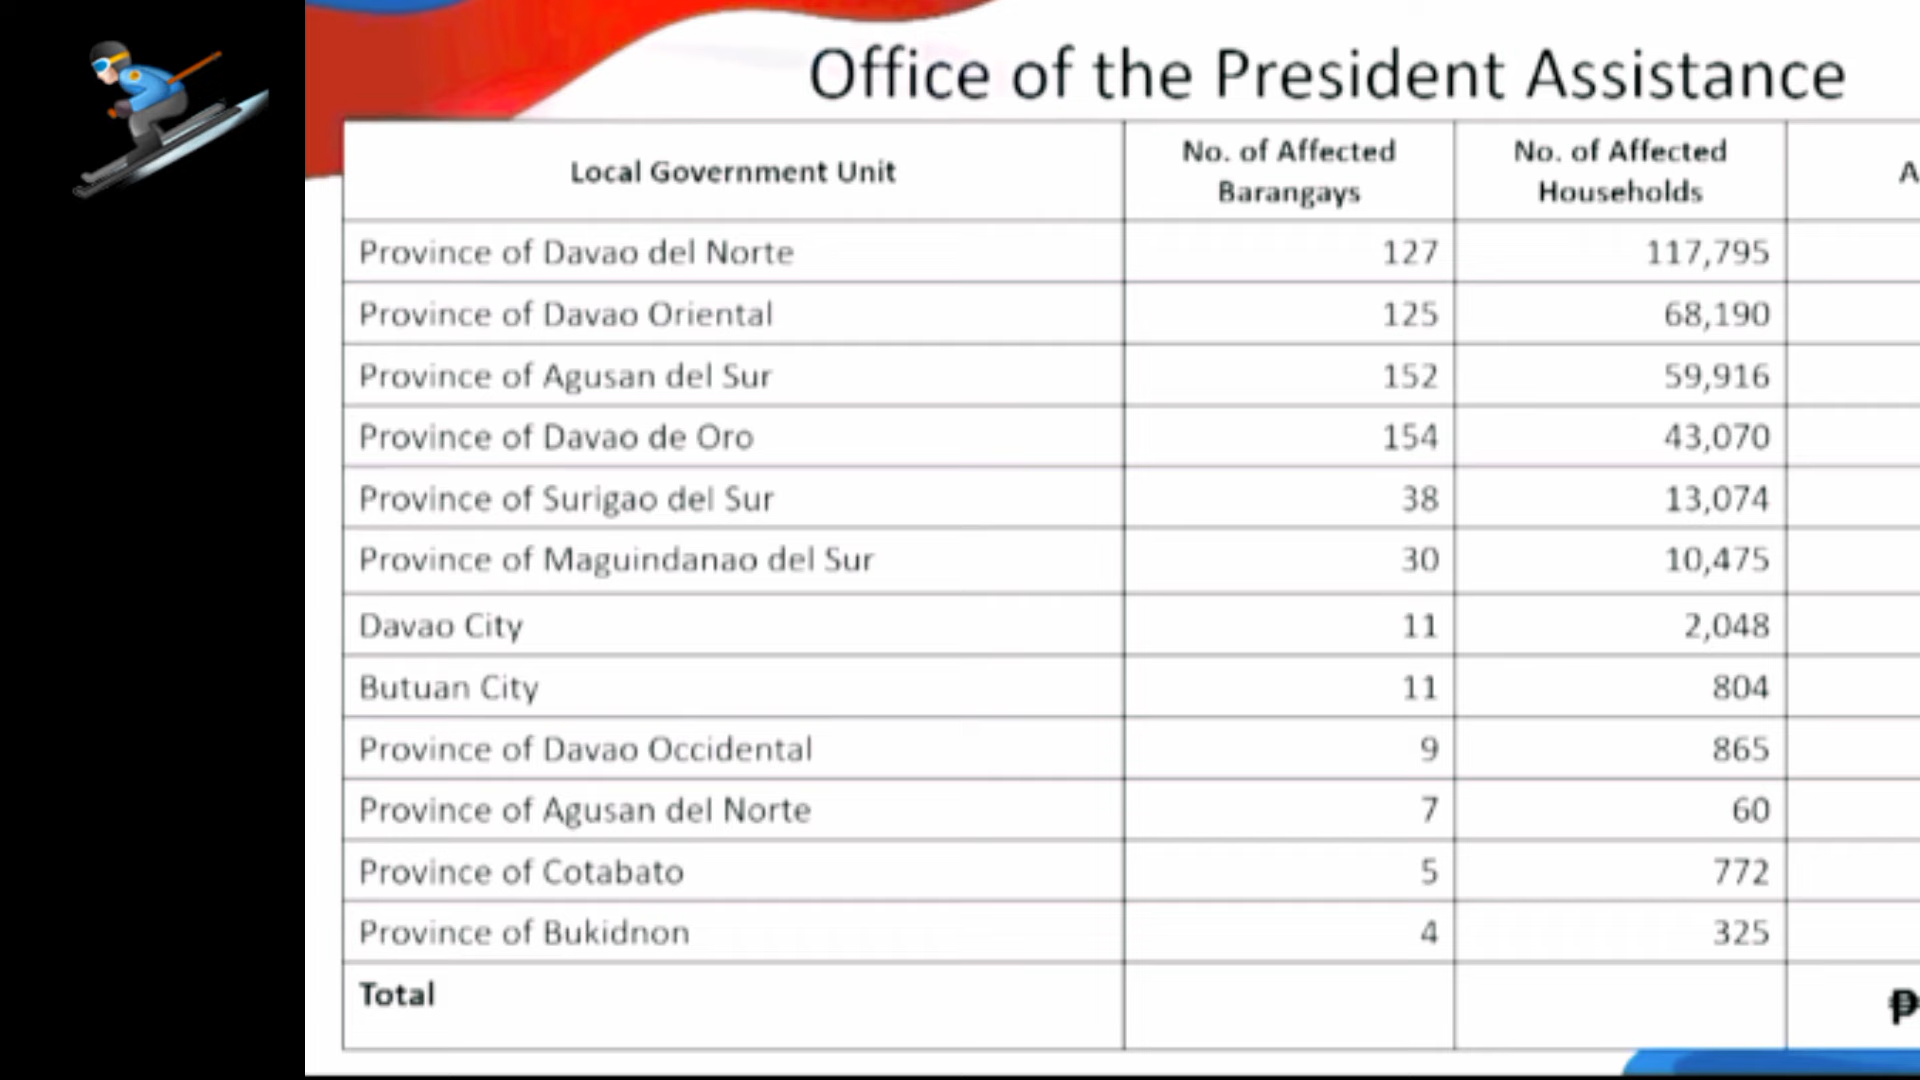 Office of the President Assistance
Local Government Unit No. of Affected Barangays No. of Affected Households A
Province of Davao del Norte 127 117,795
Province of Davao Oriental 125 68,190
Province of Agusan del Sur 152 59,916
Province of Davao de Oro 154 43,070
Province of Surigao del Sur 38 13,074
Province of Maguindanao del Sur 30 10,475
Davao City 11 2,048
Butuan City 11 804
Province of Davao Occidental 9 865
Province of Agusan del Norte 7 60
Province of Cotabato 5 772
Province of Bukidnon 4 325
Total ₱